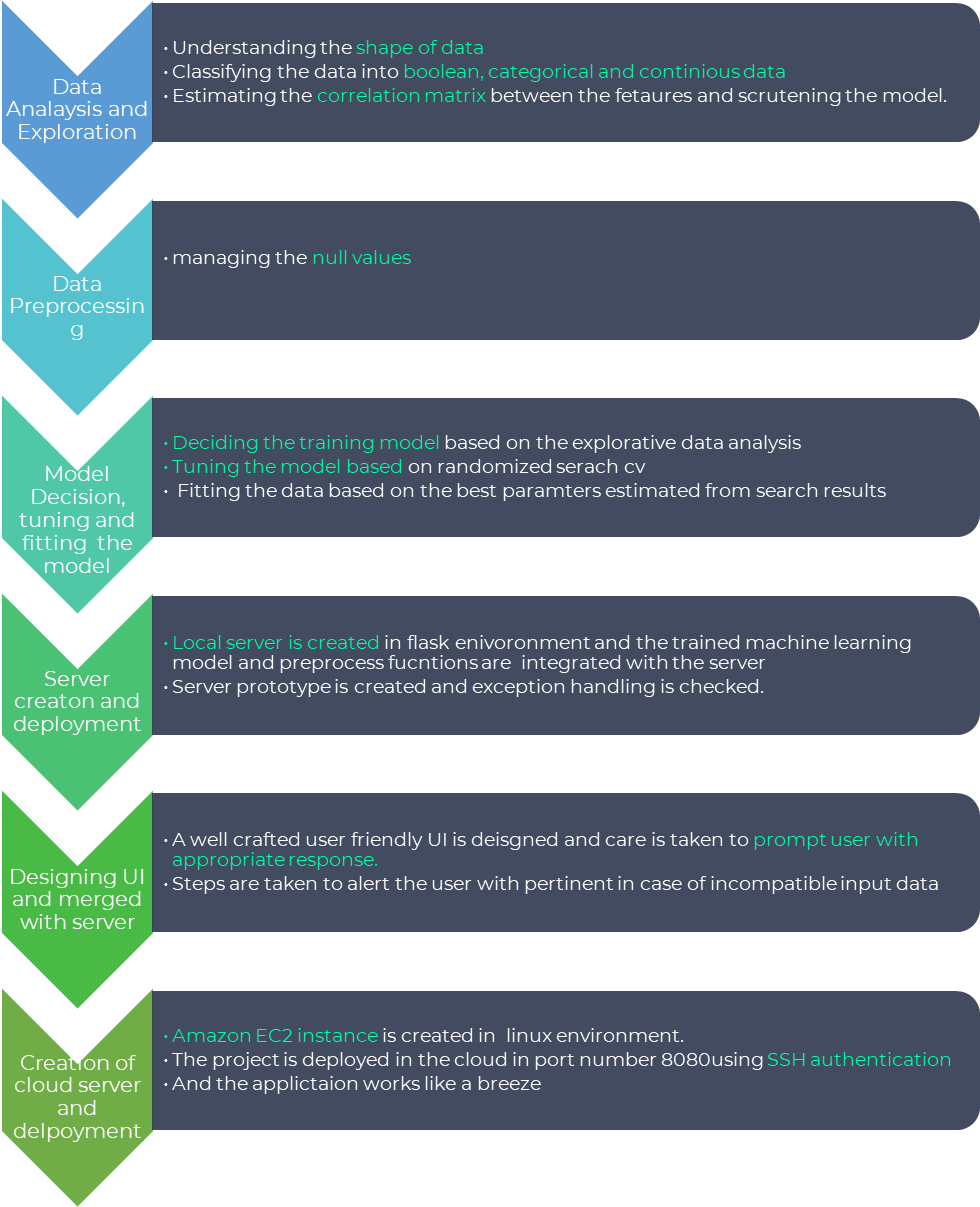 Data
Analaysis and
Exploration
• Understanding the shape of data
• Classifying the data into boolean, categorical and continious data
• Estimating the correlation matrix between the fetaures and scrutening the model.
Data
Preprocessin
g
• managing the null values
Model
Decision,
tuning and
fitting the
model
• Deciding the training model based on the explorative data analysis
• Tuning the model based on randomized serach cv
• Fitting the data based on the best paramters estimated from search results
Server
creaton and
deployment
• Local server is created in flask enivoronment and the trained machine learning
model and preprocess fucntions are integrated with the server
• Server prototype is created and exception handling is checked.
Designing UI
and merged
with server
• A well crafted user friendly UI is deisgned and care is taken to prompt user with
appropriate response.
• Steps are taken to alert the user with pertinent in case of incompatible input data
Creation of
cloud server
and
delpoyment
• Amazon EC2 instance is created in linux environment.
• The project is deployed in the cloud in port number 8080using SSH authentication
• And the applictaion works like a breeze